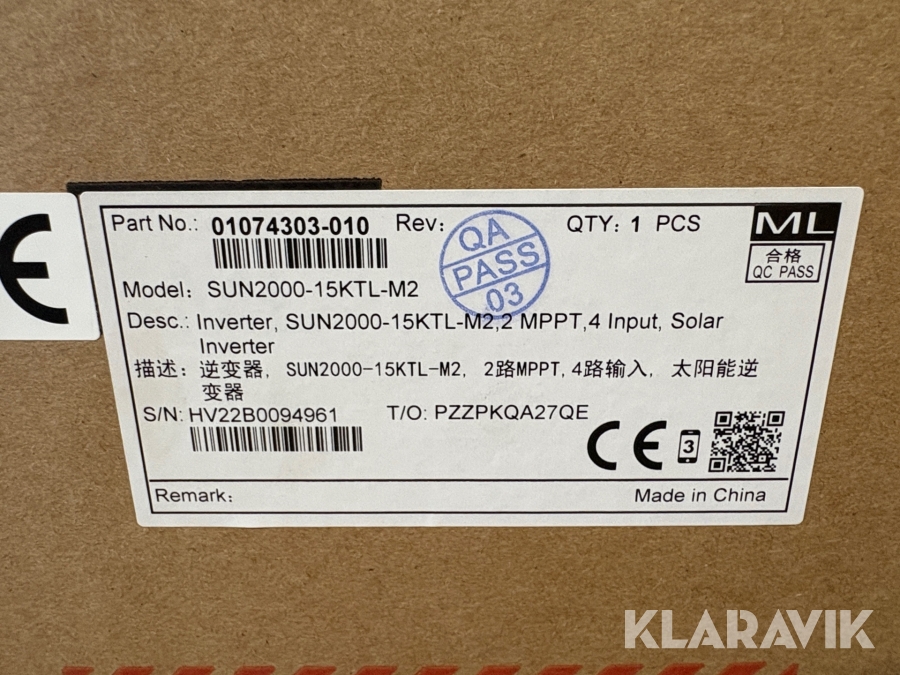 Part No.: 01074303-010 Rev: QTY: 1 PCS ML
QA
PASS
03
合格
QC PASS
Model: SUN2000-15KTL-M2
Desc.: Inverter, SUN2000-15KTL-M2,2 MPPT,4 Input, Solar
Inverter
描述: 逆变器, SUN2000-15KTL-M2, 2路MPPT,4路输入, 太阳能逆
变器
S/N: HV22B0094961 T/O: PZZPKQA27QE
CE 3
Remark: Made in China
CE
KLARAVIK